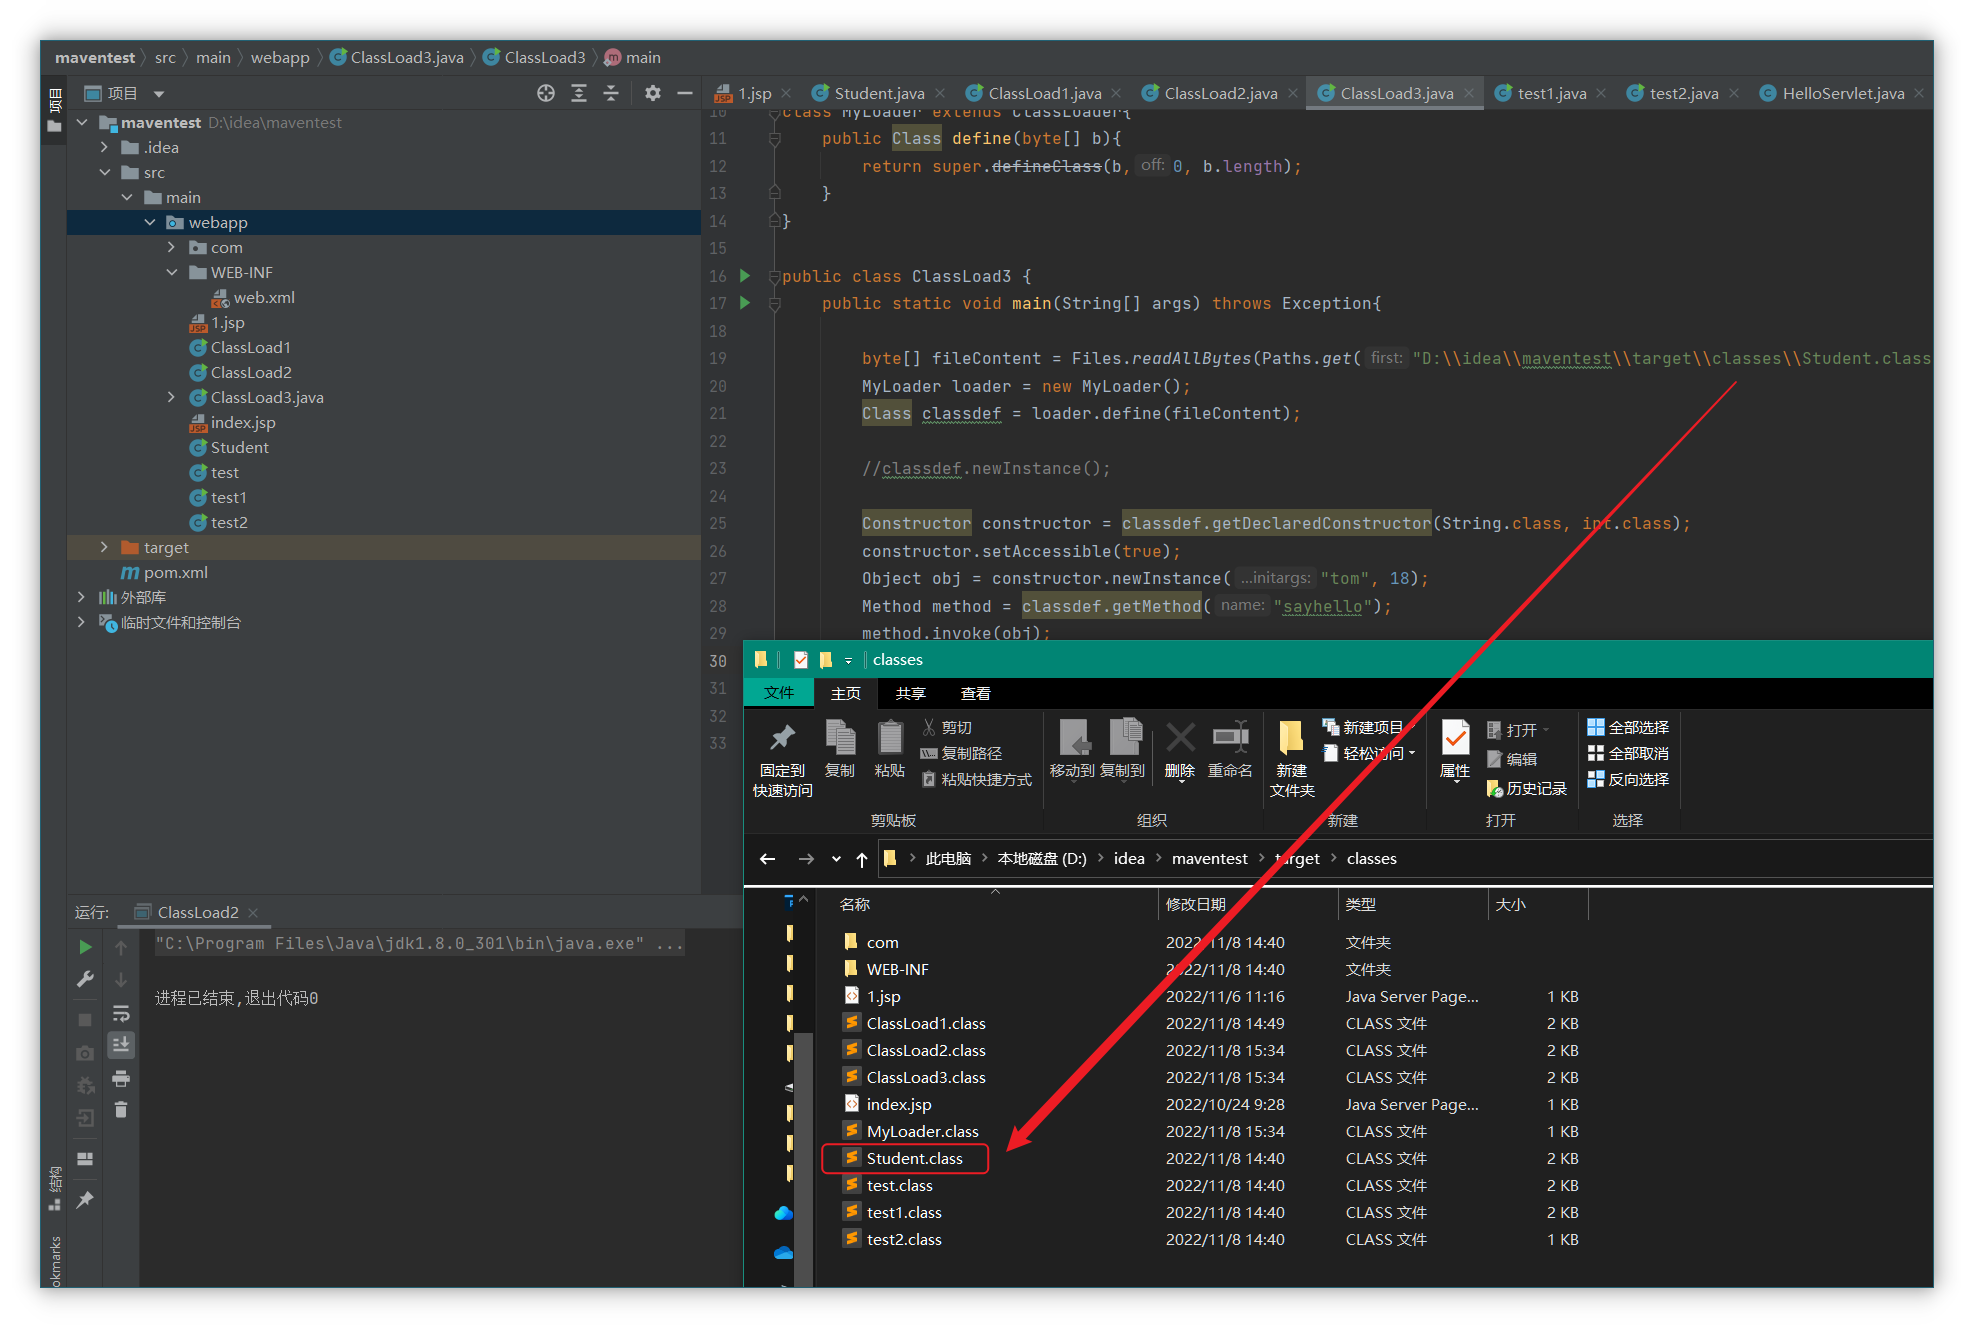 maventest src main webapp ClassLoad3.java ClassLoad3 main
项目
项目
maventest D:\idea\maventest
.idea
src
main
webapp
com
WEB-INF
web.xml
1.jsp
ClassLoad1
ClassLoad2
ClassLoad3.java
index.jsp
Student
test
test1
test2
target
pom.xml
外部库
临时文件和控制台
1.jsp Student.java ClassLoad1.java ClassLoad2.java ClassLoad3.java test1.java test2.java HelloServlet.java
10 class MyLoader extends ClassLoader{
11 public Class define(byte[] b){
12 return super.defineClass(b, off: 0, b.length);
13 }
14 }
15
16 public class ClassLoad3 {
17 public static void main(String[] args) throws Exception{
18
19 byte[] fileContent = Files.readAllBytes(Paths.get( first: "D:\\idea\\maventest\\target\\classes\\Student.class
20 MyLoader loader = new MyLoader();
21 Class classdef = loader.define(fileContent);
22
23 //classdef.newInstance();
24
25 Constructor constructor = classdef.getDeclaredConstructor(String.class, int.class);
26 constructor.setAccessible(true);
27 Object obj = constructor.newInstance( ...initargs: "tom", 18);
28 Method method = classdef.getMethod( name: "sayhello");
29 method.invoke(obj);
30
31
32
33
classes
文件 主页 共享 查看
固定到
快速访问
复制
粘贴
剪切
复制路径
粘贴快捷方式
移动到
复制到
删除
重命名
新建
文件夹
新建项目
轻松访问
属性
打开
编辑
历史记录
全部选择
全部取消
反向选择
剪贴板 组织 新建 打开 选择
此电脑 本地磁盘 (D:) idea maventest target classes
名称 修改日期 类型 大小
com 2022/11/8 14:40 文件夹
WEB-INF 2022/11/8 14:40 文件夹
1.jsp 2022/11/6 11:16 Java Server Page... 1 KB
ClassLoad1.class 2022/11/8 14:49 CLASS 文件 2 KB
ClassLoad2.class 2022/11/8 15:34 CLASS 文件 2 KB
ClassLoad3.class 2022/11/8 15:34 CLASS 文件 2 KB
index.jsp 2022/10/24 9:28 Java Server Page... 1 KB
MyLoader.class 2022/11/8 15:34 CLASS 文件 1 KB
Student.class 2022/11/8 14:40 CLASS 文件 2 KB
test.class 2022/11/8 14:40 CLASS 文件 2 KB
test1.class 2022/11/8 14:40 CLASS 文件 2 KB
test2.class 2022/11/8 14:40 CLASS 文件 1 KB
运行: ClassLoad2
"C:\Program Files\Java\jdk1.8.0_301\bin\java.exe" ...
进程已结束,退出代码0
结构
okmarks